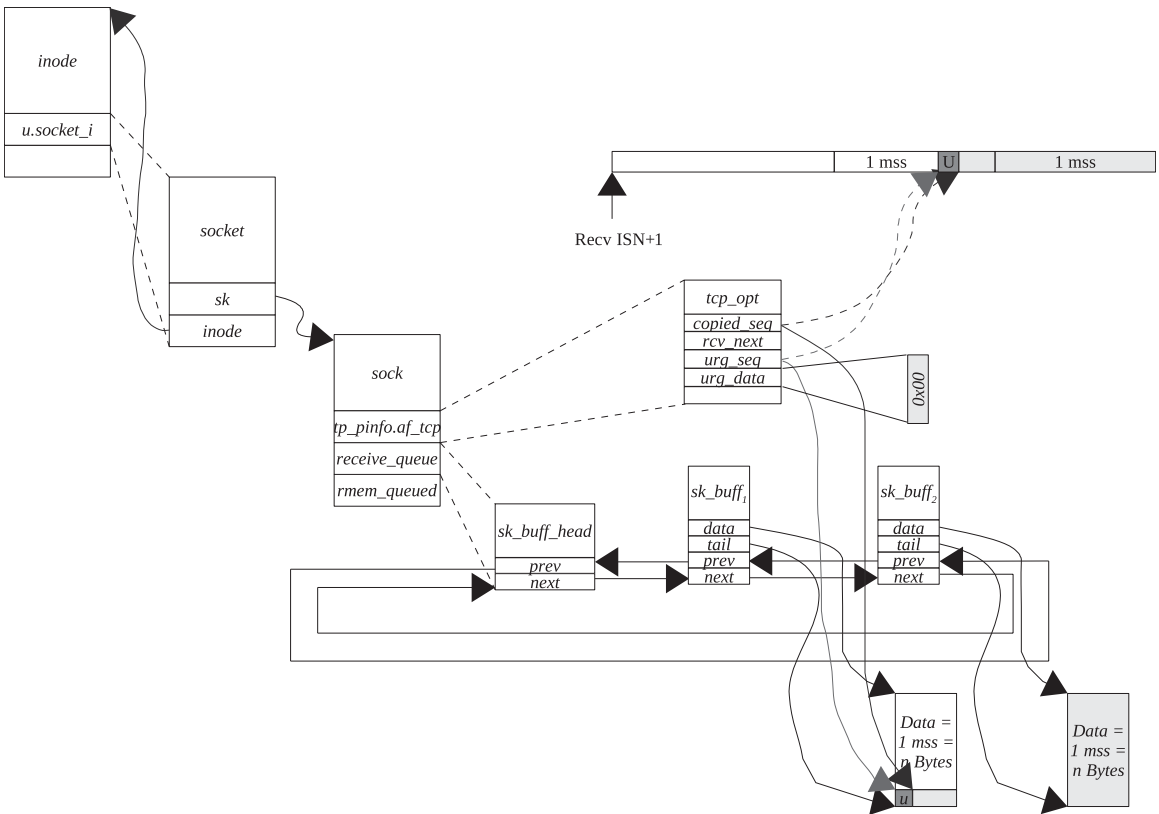 inode
u.socket_i
socket
sk
inode
1 mss
U
1 mss
Recv ISN+1
sock
tp_pinfo.af_tcp
receive_queue
rmem_queued
tcp_opt
copied_seq
rcv_next
urg_seq
urg_data
0x00
sk_buff_head
prev
next
sk_buff1
data
tail
prev
next
sk_buff2
data
tail
prev
next
Data =
1 mss =
n Bytes
u
Data =
1 mss =
n Bytes